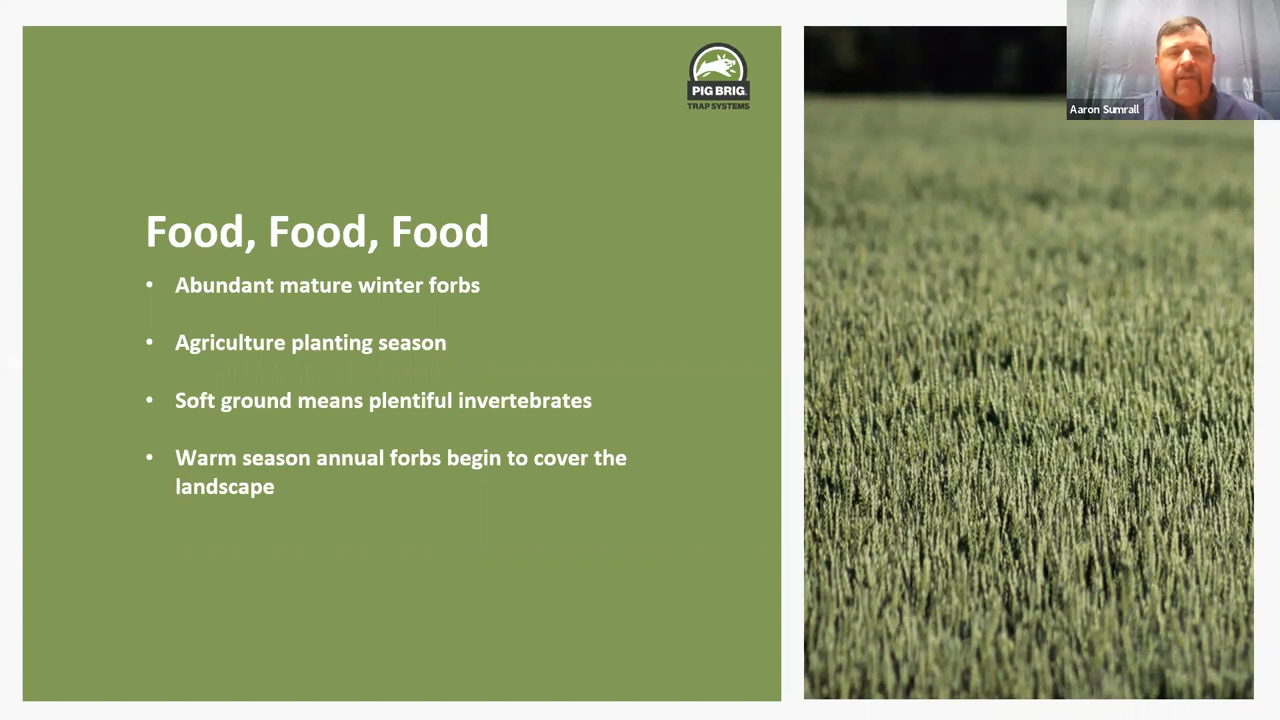 PIG BRIG
TRAP SYSTEMS
Aaron Sumrall
Food, Food, Food
• Abundant mature winter forbs
• Agriculture planting season
• Soft ground means plentiful invertebrates
• Warm season annual forbs begin to cover the
landscape